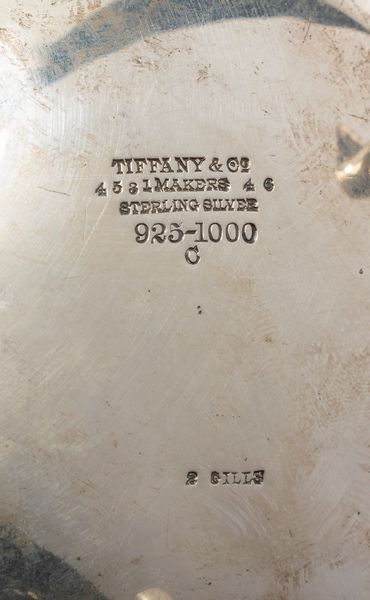 TIFFANY & Co
4531 MAKERS 46
STERLING SILVER
925-1000
C
2 GILLS